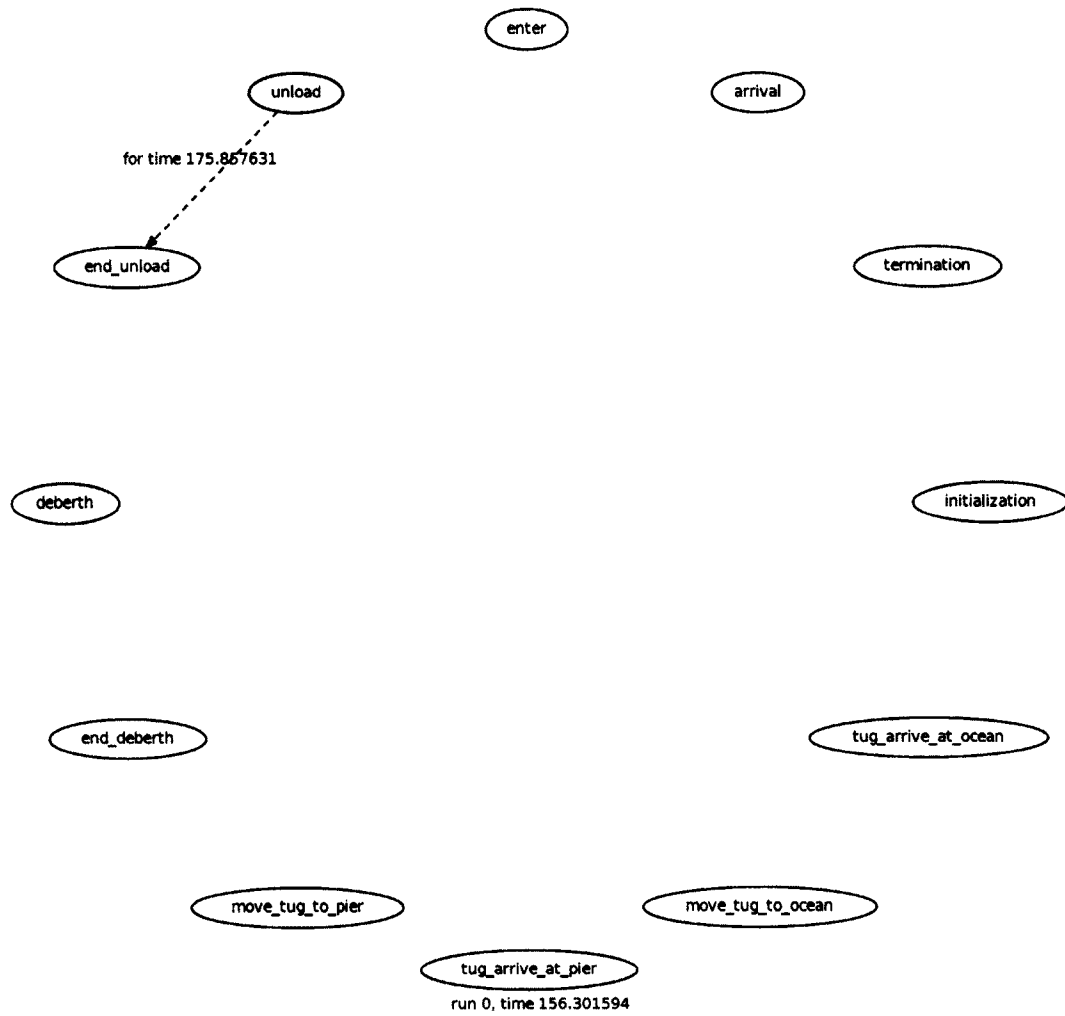 enter
unload
arrival
for time 175.857631
end_unload
termination
deberth
initialization
end_deberth
tug_arrive_at_ocean
move_tug_to_pier
move_tug_to_ocean
tug_arrive_at_pier
run 0, time 156.301594